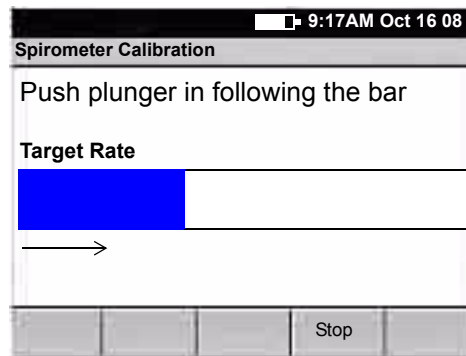 9:17AM Oct 16 08
Spirometer Calibration
Push plunger in following the bar
Target Rate
Stop